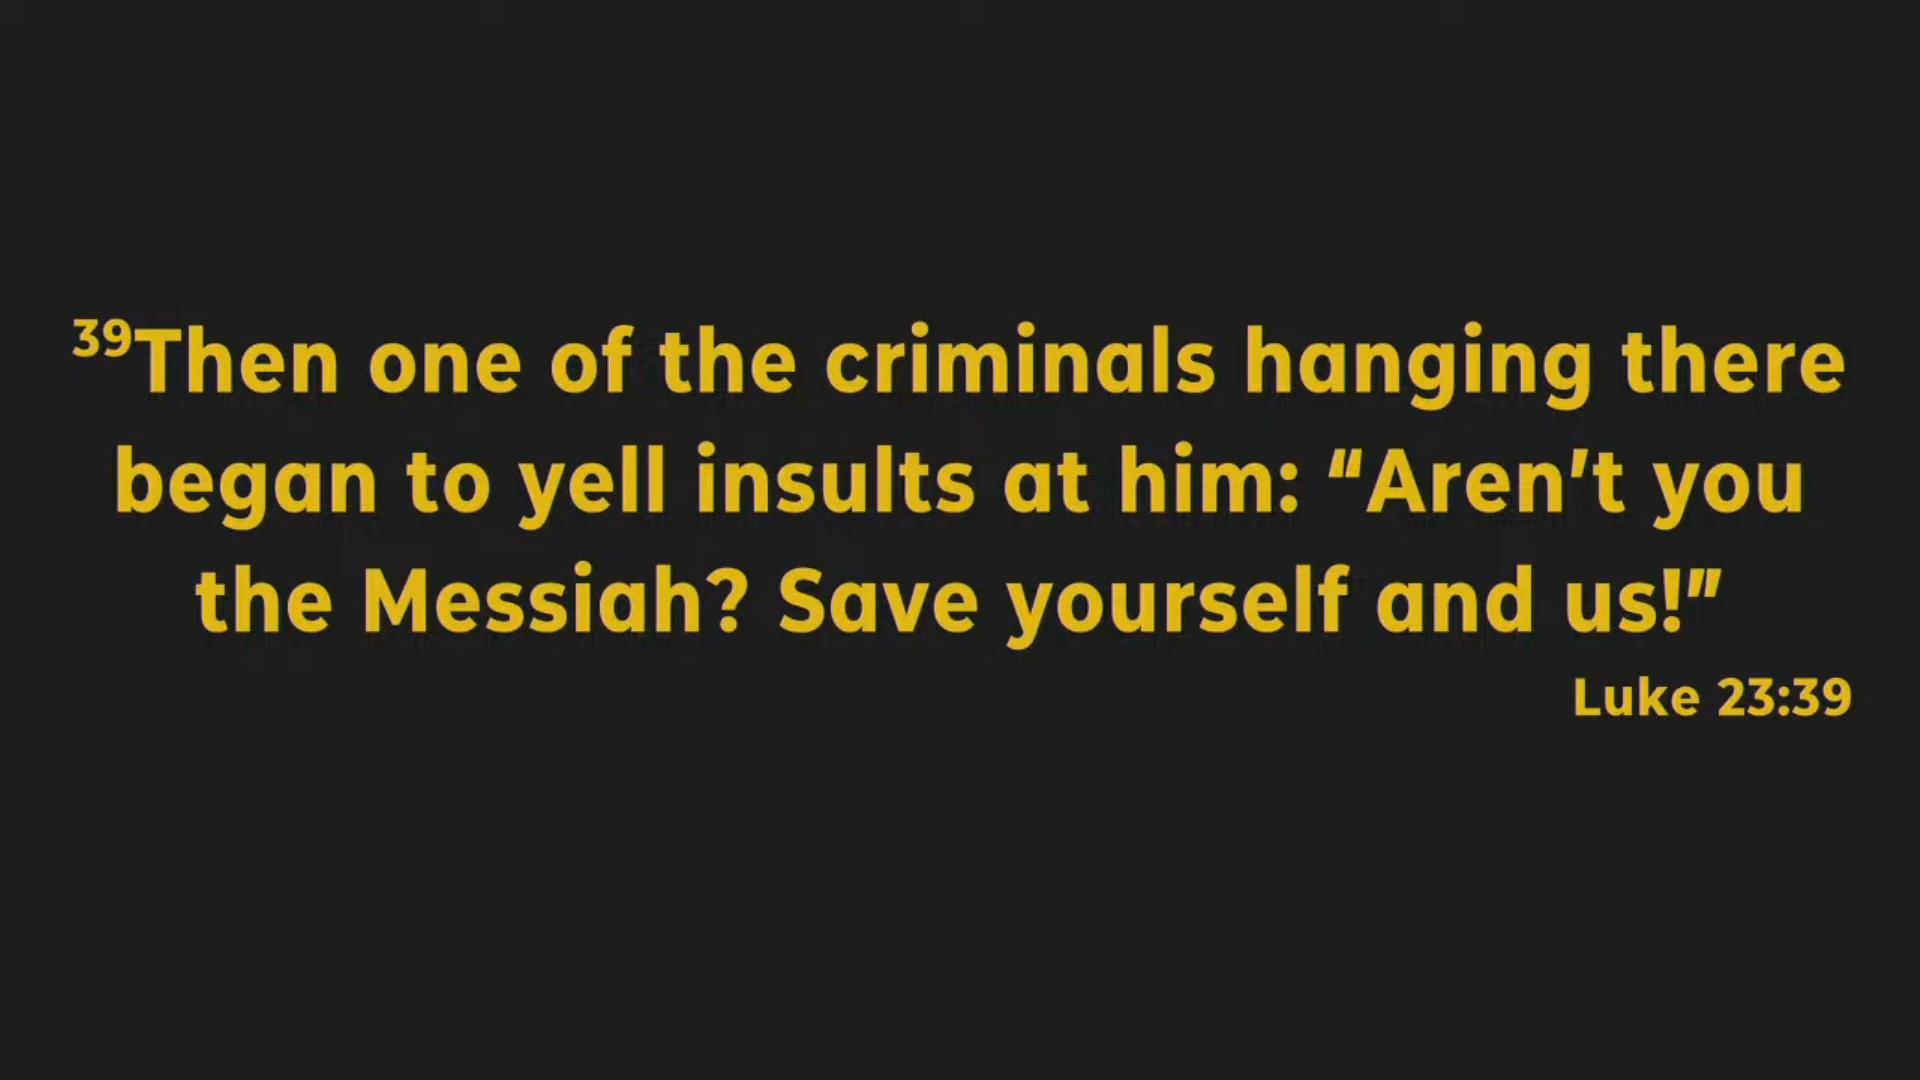 39Then one of the criminals hanging there
began to yell insults at him: “Aren’t you
the Messiah? Save yourself and us!”
Luke 23:39